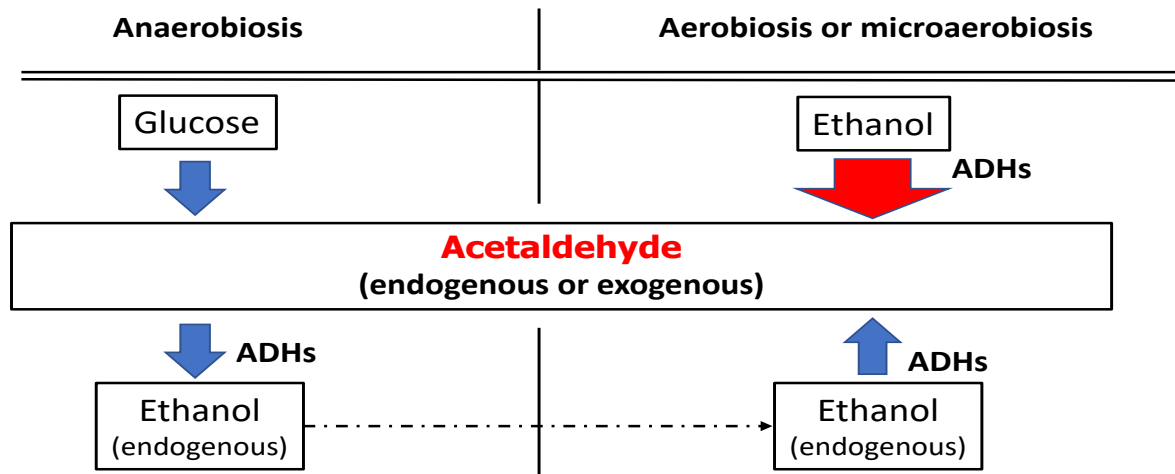 Anaerobiosis
Aerobiosis or microaerobiosis
Glucose
Ethanol
ADHs
Acetaldehyde
(endogenous or exogenous)
ADHs
ADHs
Ethanol
(endogenous)
Ethanol
(endogenous)